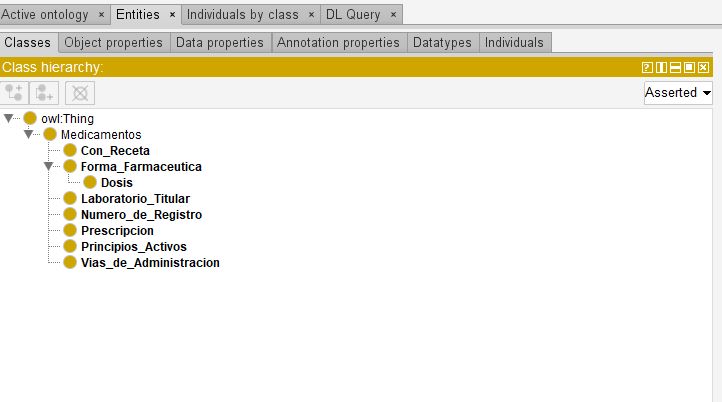 Active ontology × Entities × Individuals by class × DL Query ×
Classes Object properties Data properties Annotation properties Datatypes Individuals
Class hierarchy:
Asserted
owl:Thing
Medicamentos
Con_Receta
Forma_Farmaceutica
Dosis
Laboratorio_Titular
Numero_de_Registro
Prescripcion
Principios_Activos
Vias_de_Administracion